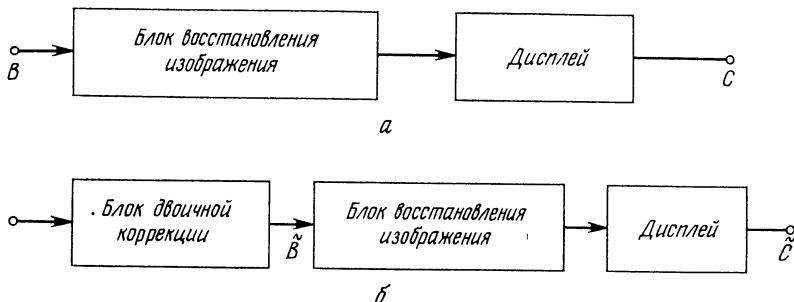 Блок восстановления
изображения
Дисплей
B
C
а
. Блок двоичной
коррекции
B̃
Блок восстановления
изображения
Дисплей
C̃
б